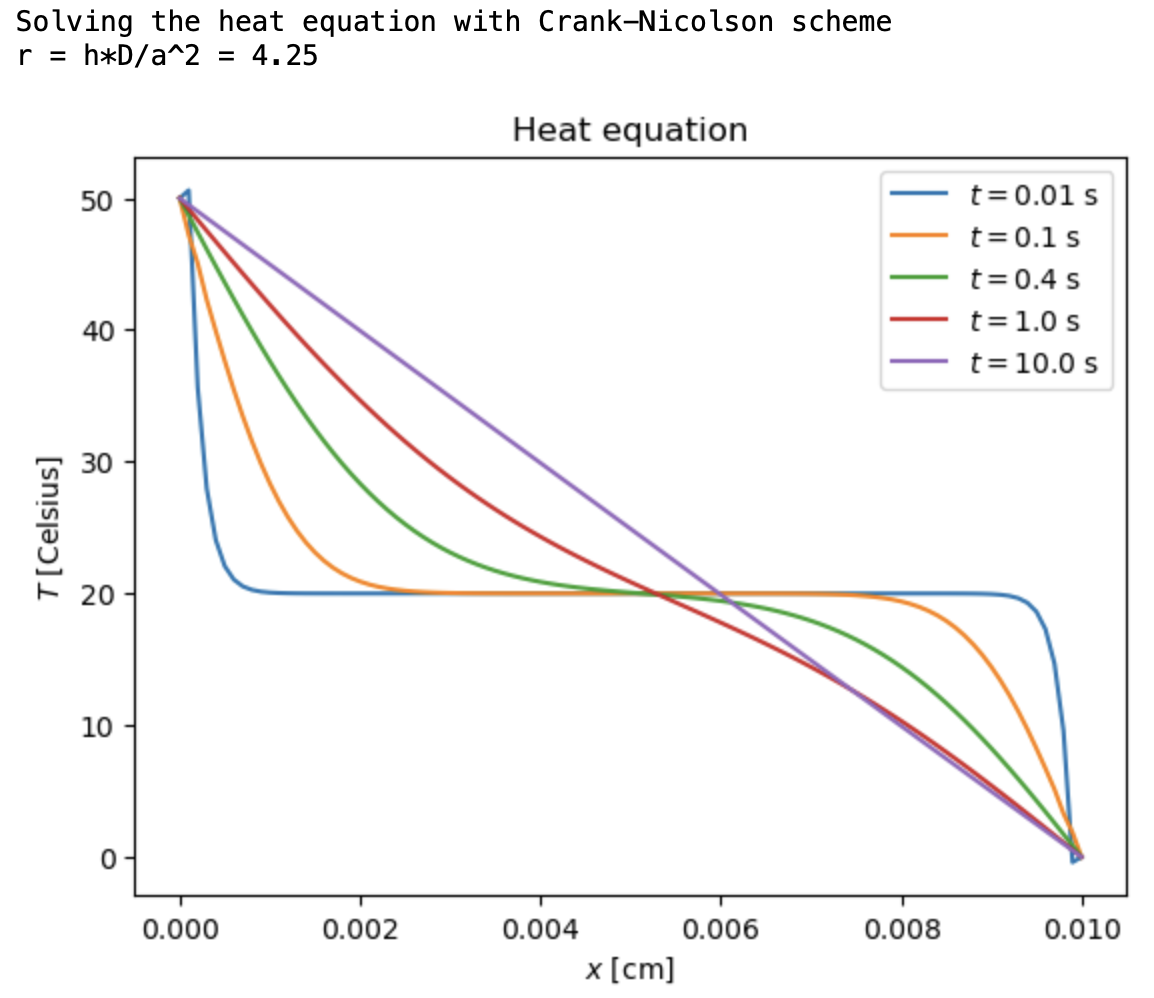 Solving the heat equation with Crank–Nicolson scheme
r = h*D/a^2 = 4.25
Heat equation
t = 0.01 s
t = 0.1 s
t = 0.4 s
t = 1.0 s
t = 10.0 s
50
40
30
20
10
0
T [Celsius]
0.000 0.002 0.004 0.006 0.008 0.010
x [cm]